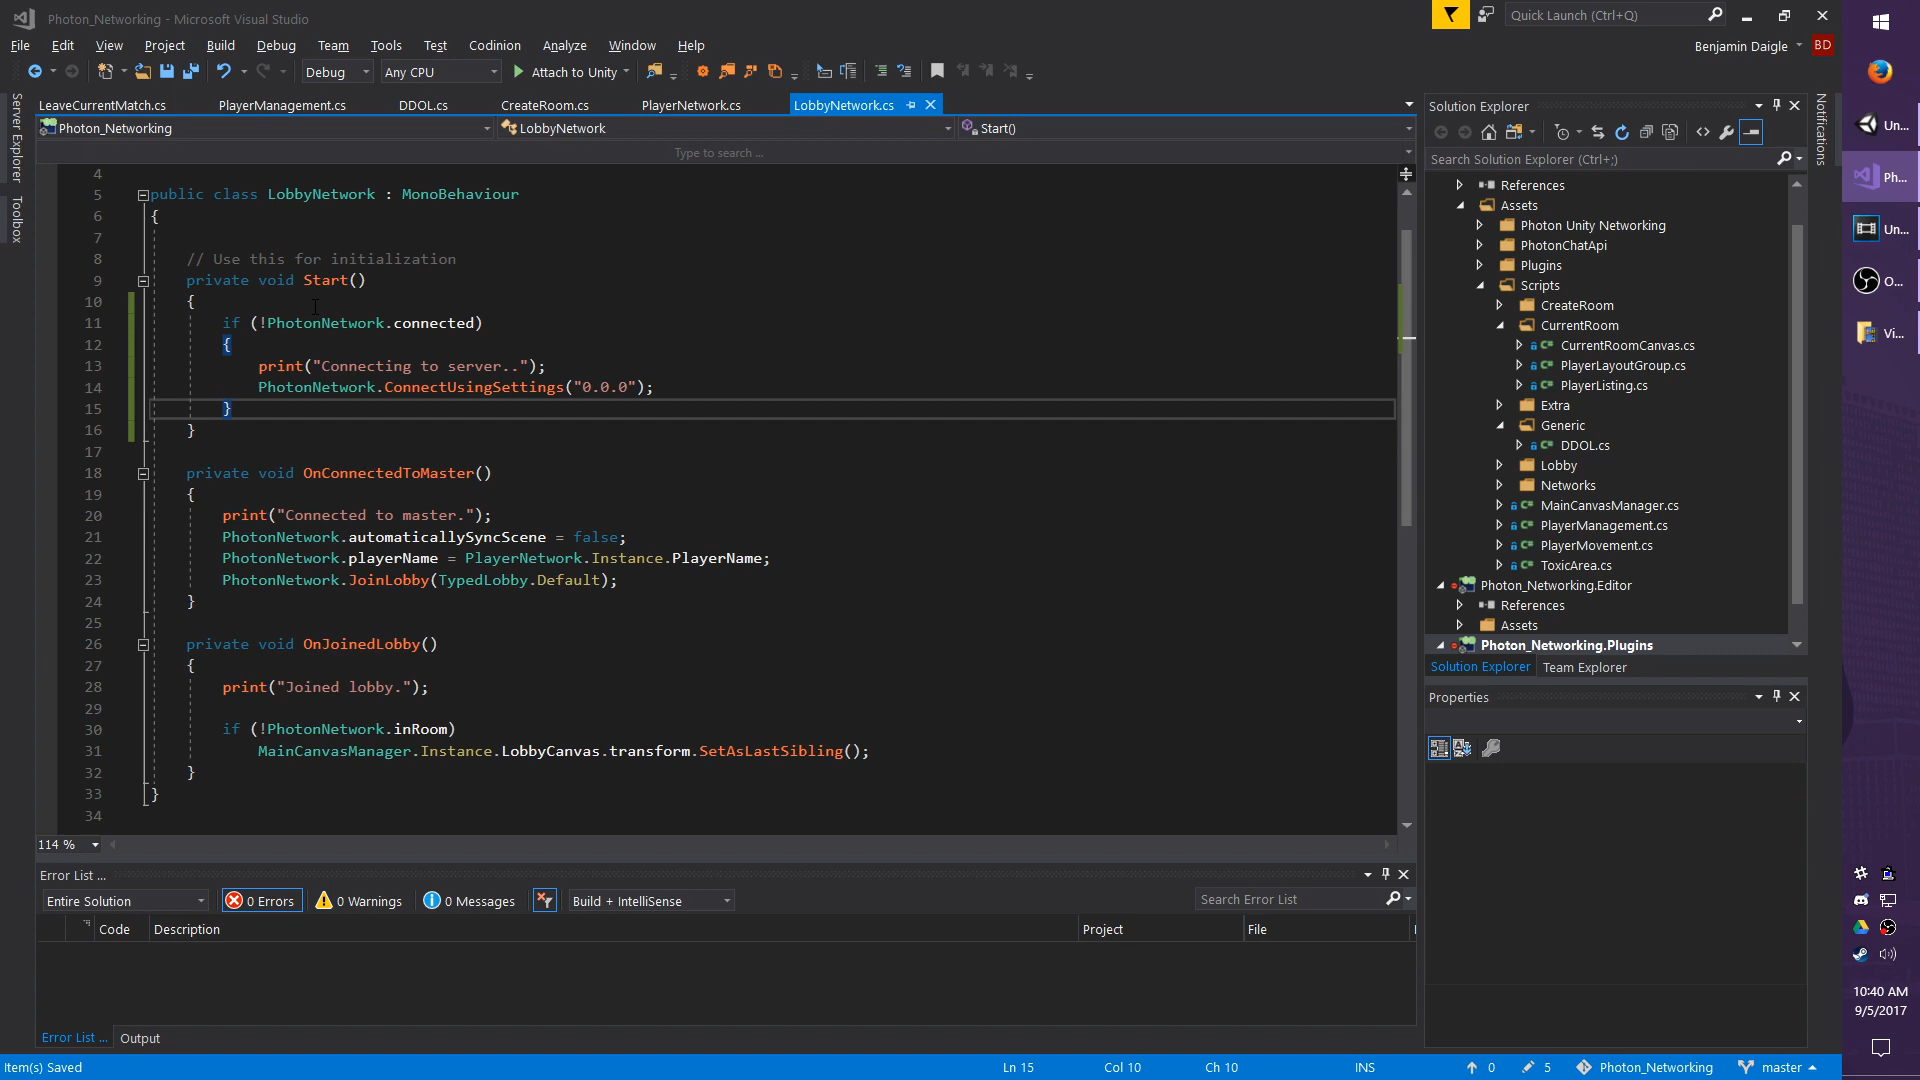 Photon_Networking - Microsoft Visual Studio
Quick Launch (Ctrl+Q)
File Edit View Project Build Debug Team Tools Test Codinion Analyze Window Help
Benjamin Daigle BD
Debug Any CPU Attach to Unity
LeaveCurrentMatch.cs PlayerManagement.cs DDOL.cs CreateRoom.cs PlayerNetwork.cs LobbyNetwork.cs
Photon_Networking LobbyNetwork Start()
Type to search ...
Server Explorer
Toolbox
4
5 public class LobbyNetwork : MonoBehaviour
6 {
7
8 // Use this for initialization
9 private void Start()
10 {
11 if (!PhotonNetwork.connected)
12 {
13 print("Connecting to server..");
14 PhotonNetwork.ConnectUsingSettings("0.0.0");
15 }
16 }
17
18 private void OnConnectedToMaster()
19 {
20 print("Connected to master.");
21 PhotonNetwork.automaticallySyncScene = false;
22 PhotonNetwork.playerName = PlayerNetwork.Instance.PlayerName;
23 PhotonNetwork.JoinLobby(TypedLobby.Default);
24 }
25
26 private void OnJoinedLobby()
27 {
28 print("Joined lobby.");
29
30 if (!PhotonNetwork.inRoom)
31 MainCanvasManager.Instance.LobbyCanvas.transform.SetAsLastSibling();
32 }
33 }
34
114 %
Error List ...
Entire Solution 0 Errors 0 Warnings 0 Messages Build + IntelliSense Search Error List
Code Description Project File
Error List ... Output
Item(s) Saved Ln 15 Col 10 Ch 10 INS 0 5 Photon_Networking master
Solution Explorer
Search Solution Explorer (Ctrl+;)
References
Assets
Photon Unity Networking
PhotonChatApi
Plugins
Scripts
CreateRoom
CurrentRoom
CurrentRoomCanvas.cs
PlayerLayoutGroup.cs
PlayerListing.cs
Extra
Generic
DDOL.cs
Lobby
Networks
MainCanvasManager.cs
PlayerManagement.cs
PlayerMovement.cs
ToxicArea.cs
Photon_Networking.Editor
References
Assets
Photon_Networking.Plugins
Solution Explorer Team Explorer
Properties
Notifications
Un...
Ph...
Un...
O...
Vi...
10:40 AM
9/5/2017